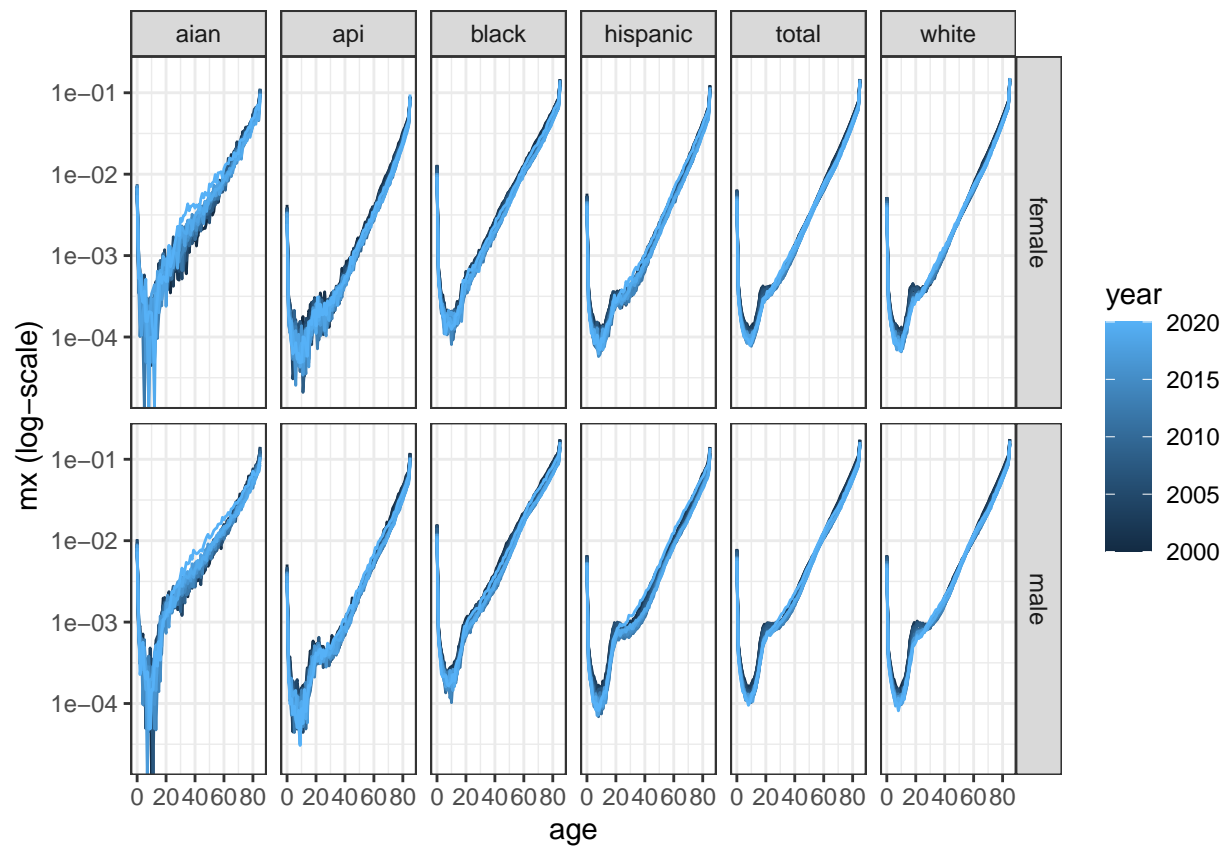 aian api black hispanic total white
mx (log−scale)
1e−01
1e−02
1e−03
1e−04
female
1e−01
1e−02
1e−03
1e−04
male
0 20 40 60 80 0 20 40 60 80 0 20 40 60 80 0 20 40 60 80 0 20 40 60 80 0 20 40 60 80
age
year
2020
2015
2010
2005
2000